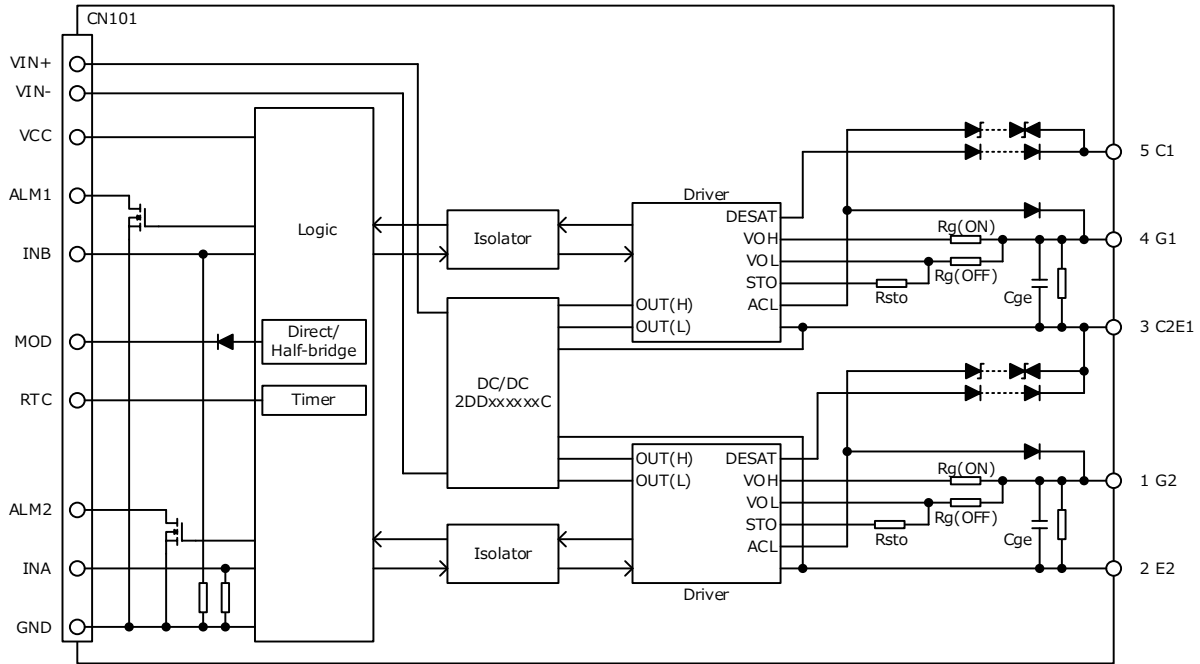 CN101
VIN+
VIN-
VCC
ALM1
INB
MOD
RTC
ALM2
INA
GND
Logic
Direct/
Half-bridge
Timer
Isolator
DC/DC
2DDxxxxxxC
Isolator
Driver
DESAT
VOH
VOL
STO
ACL
OUT(H)
OUT(L)
Rg(ON)
Rg(OFF)
Rsto
Cge
OUT(H)
OUT(L)
DESAT
VOH
VOL
STO
ACL
Driver
Rg(ON)
Rg(OFF)
Rsto
Cge
5 C1
4 G1
3 C2E1
1 G2
2 E2